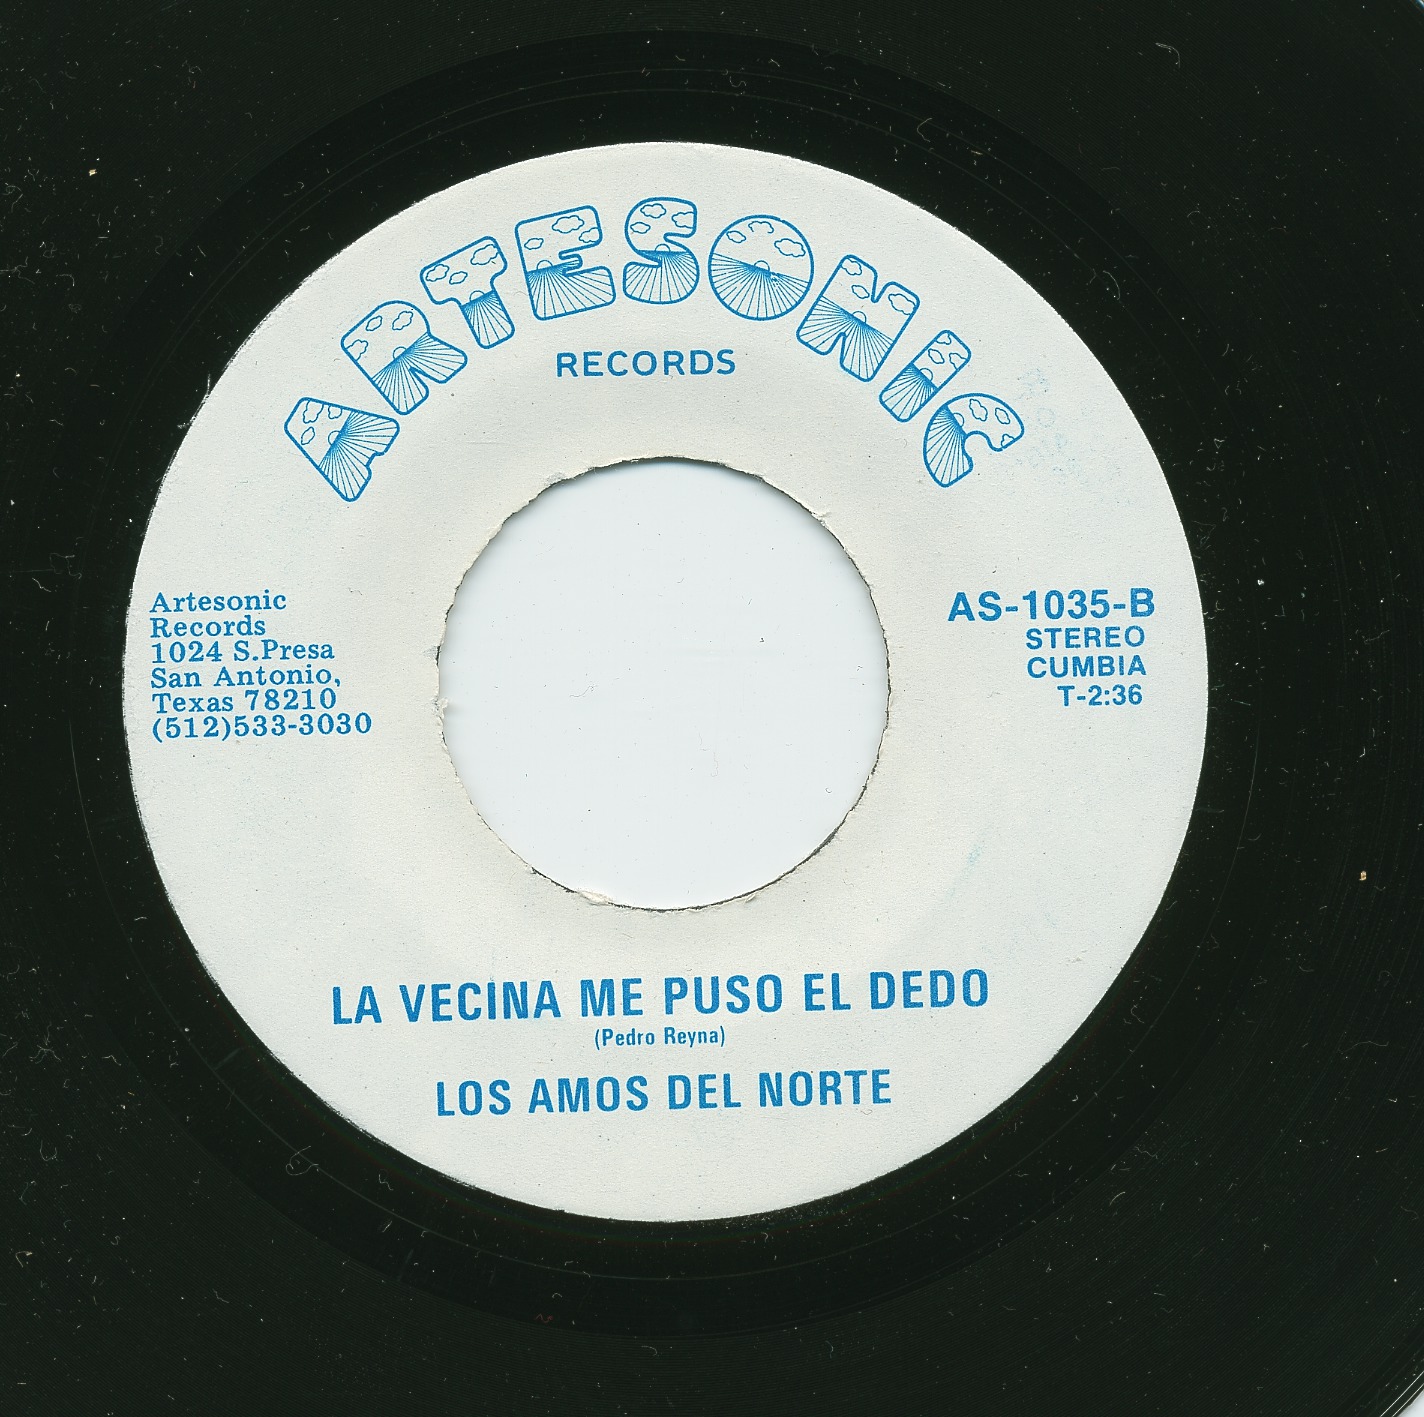 ARTESONIC
RECORDS
Artesonic
Records
1024 S.Presa
San Antonio,
Texas 78210
(512)533-3030
AS-1035-B
STEREO
CUMBIA
T-2:36
LA VECINA ME PUSO EL DEDO
(Pedro Reyna)
LOS AMOS DEL NORTE